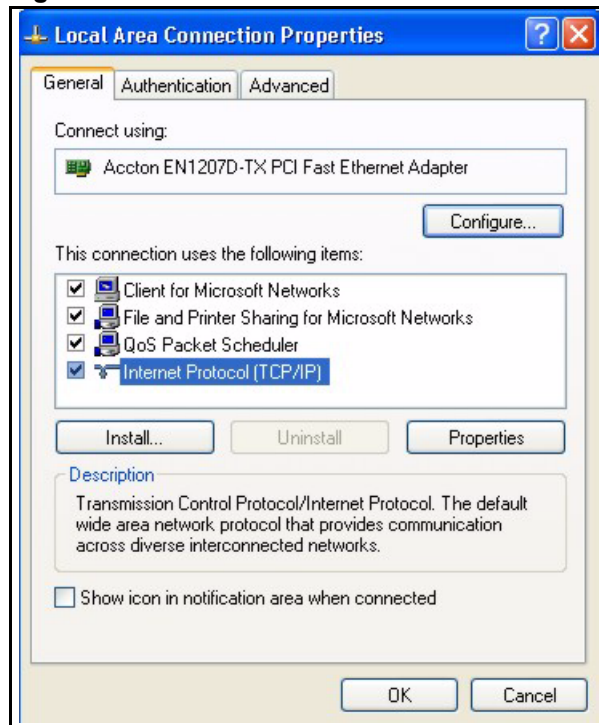 Local Area Connection Properties
General Authentication Advanced
Connect using:
Accton EN1207D-TX PCI Fast Ethernet Adapter
Configure...
This connection uses the following items:
Client for Microsoft Networks
File and Printer Sharing for Microsoft Networks
QoS Packet Scheduler
Internet Protocol (TCP/IP)
Install... Uninstall Properties
Description
Transmission Control Protocol/Internet Protocol. The default
wide area network protocol that provides communication
across diverse interconnected networks.
Show icon in notification area when connected
OK Cancel